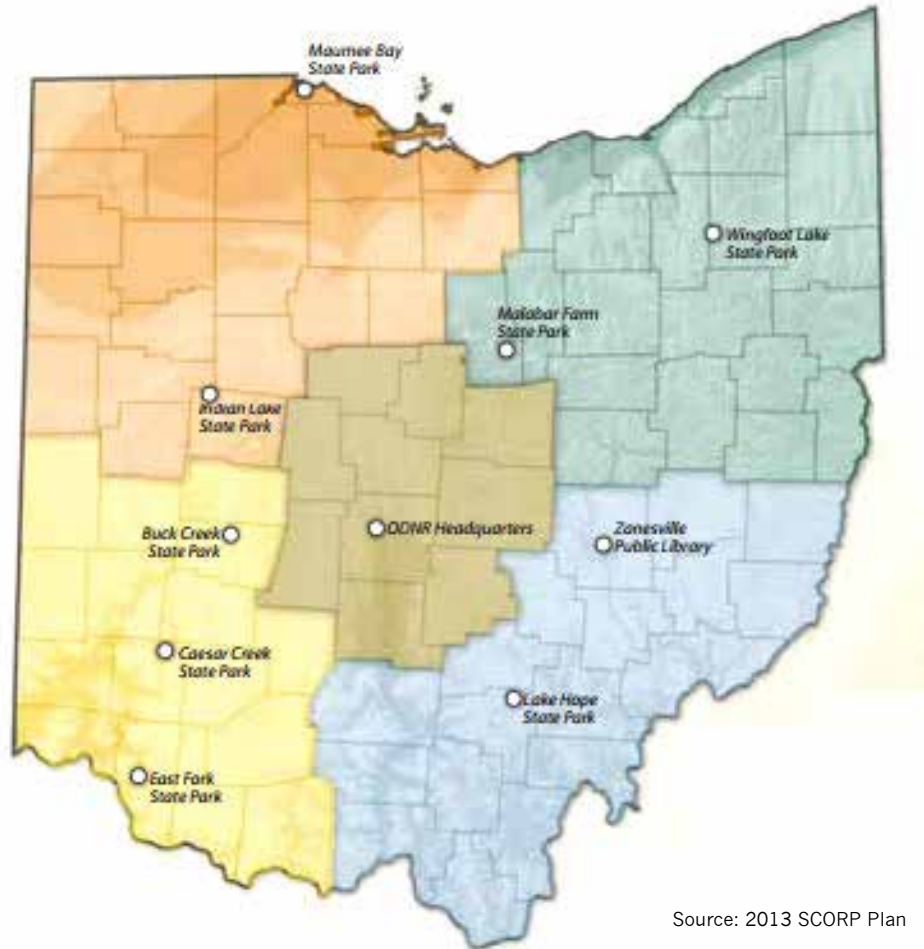 Maumee Bay
State Park
Wingfoot Lake
State Park
Malabar Farm
State Park
Indian Lake
State Park
Buck Creek
State Park
ODNR Headquarters
Zanesville
Public Library
Caesar Creek
State Park
Lake Hope
State Park
East Fork
State Park
Source: 2013 SCORP Plan